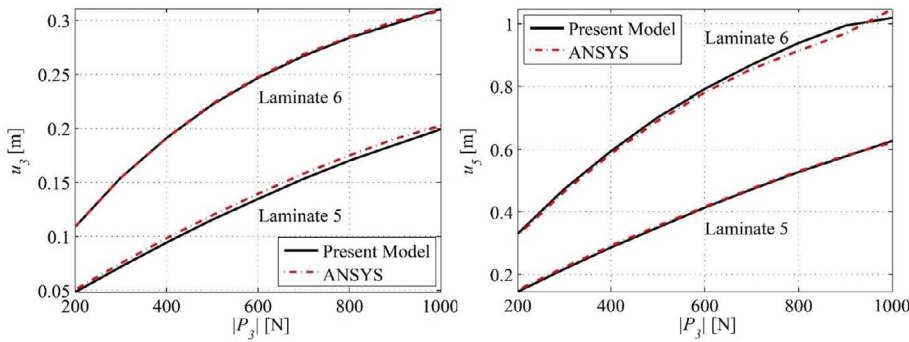 0.3
0.25
0.2
0.15
0.1
0.05
u3 [m]
Laminate 6
Laminate 5
Present Model
ANSYS
200 400 600 800 1000
|P3| [N]
1
0.8
0.6
0.4
0.2
u5 [m]
Present Model
ANSYS
Laminate 6
Laminate 5
200 400 600 800 1000
|P3| [N]